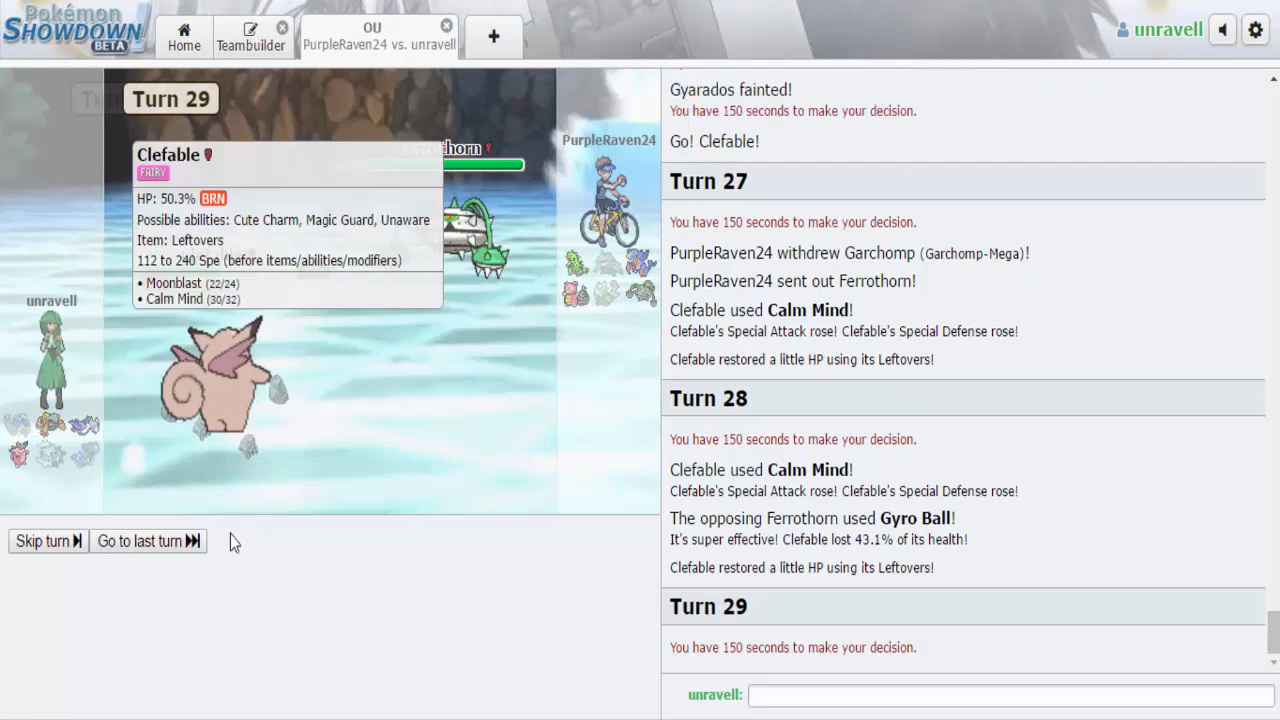 Pokémon
SHOWDOWN!
BETA
Home
Teambuilder
OU
PurpleRaven24 vs. unravell
+
unravell
Turn 29
Clefable
FAIRY
HP: 50.3% BRN
Possible abilities: Cute Charm, Magic Guard, Unaware
Item: Leftovers
112 to 240 Spe (before items/abilities/modifiers)
• Moonblast (22/24)
• Calm Mind (30/32)
PurpleRaven24
unravell
Skip turn
Go to last turn
Gyarados fainted!
You have 150 seconds to make your decision.
Go! Clefable!
Turn 27
You have 150 seconds to make your decision.
PurpleRaven24 withdrew Garchomp (Garchomp-Mega)!
PurpleRaven24 sent out Ferrothorn!
Clefable used Calm Mind!
Clefable's Special Attack rose! Clefable's Special Defense rose!
Clefable restored a little HP using its Leftovers!
Turn 28
You have 150 seconds to make your decision.
Clefable used Calm Mind!
Clefable's Special Attack rose! Clefable's Special Defense rose!
The opposing Ferrothorn used Gyro Ball!
It's super effective! Clefable lost 43.1% of its health!
Clefable restored a little HP using its Leftovers!
Turn 29
You have 150 seconds to make your decision.
unravell: